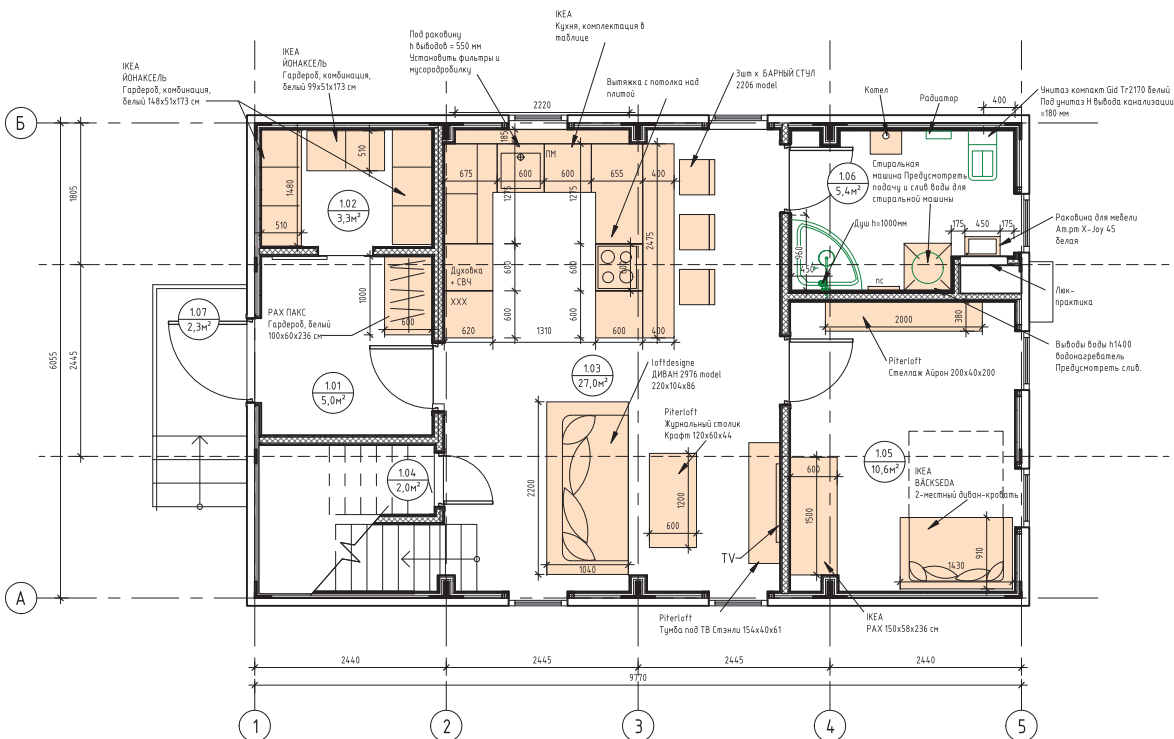 IKEA
ЙОНАКСЕЛЬ
Гардероб, комбинация,
белый 148х51х173 см
IKEA
ЙОНАКСЕЛЬ
Гардероб, комбинация,
белый 99х51х173 см
Под раковину
h выводов = 550 мм
Установить фильтры и
мусородробилку
IKEA
Кухня, комплектация в
таблице
Вытяжка с потолка над
плитой
3шт х БАРНЫЙ СТУЛ
2206 model
Котел
Радиатор
400
Унитаз компакт Gid Tr2170 белый
Под унитаз Н вывода канализации
=180 мм
2220
Б
185
ПМ
510
1480
510
1.02
3,3м²
675
600
600
655
400
1275
1275
2475
1.06
5,4м²
Стиральная
машина Предусмотреть
подачу и слив воды для
стиральной машины
Душ h=1000мм
960
450
пс
175
450
175
Раковина для мебели
Am.pm X-Joy 45
белая
Люк-
практика
1805
2445
6055
1.07
2,3м²
PAX ПАКС
Гардероб, белый
100х60х236 см
1000
600
Духовка
+ СВЧ
XXX
600
600
600
600
600
620
1310
600
400
2000
380
Piterloft
Стеллаж Айрон 200х40х200
Выводы воды h1400
водонагреватель
Предусмотреть слив.
1.01
5,0м²
1.03
27,0м²
loftdesigne
ДИВАН 2976 model
220х104х86
Piterloft
Журнальный столик
Крафт 120х60х44
1.04
2,0м²
2200
1040
1200
600
TV
600
1500
1.05
10,6м²
IKEA
BÄCKSEDA
2-местный диван-кровать
910
1430
А
Piterloft
Тумба под ТВ Стэнли 154х40х61
IKEA
PAX 150х58х236 см
2440
2445
2445
2440
9770
1
2
3
4
5